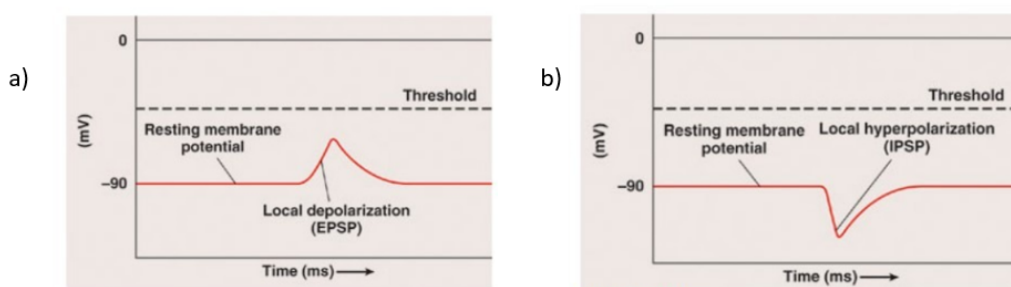 a)
0
Threshold
(mV)
Resting membrane
potential
–90
Local depolarization
(EPSP)
Time (ms)
b)
0
Threshold
(mV)
Resting membrane
potential
Local hyperpolarization
(IPSP)
–90
Time (ms)